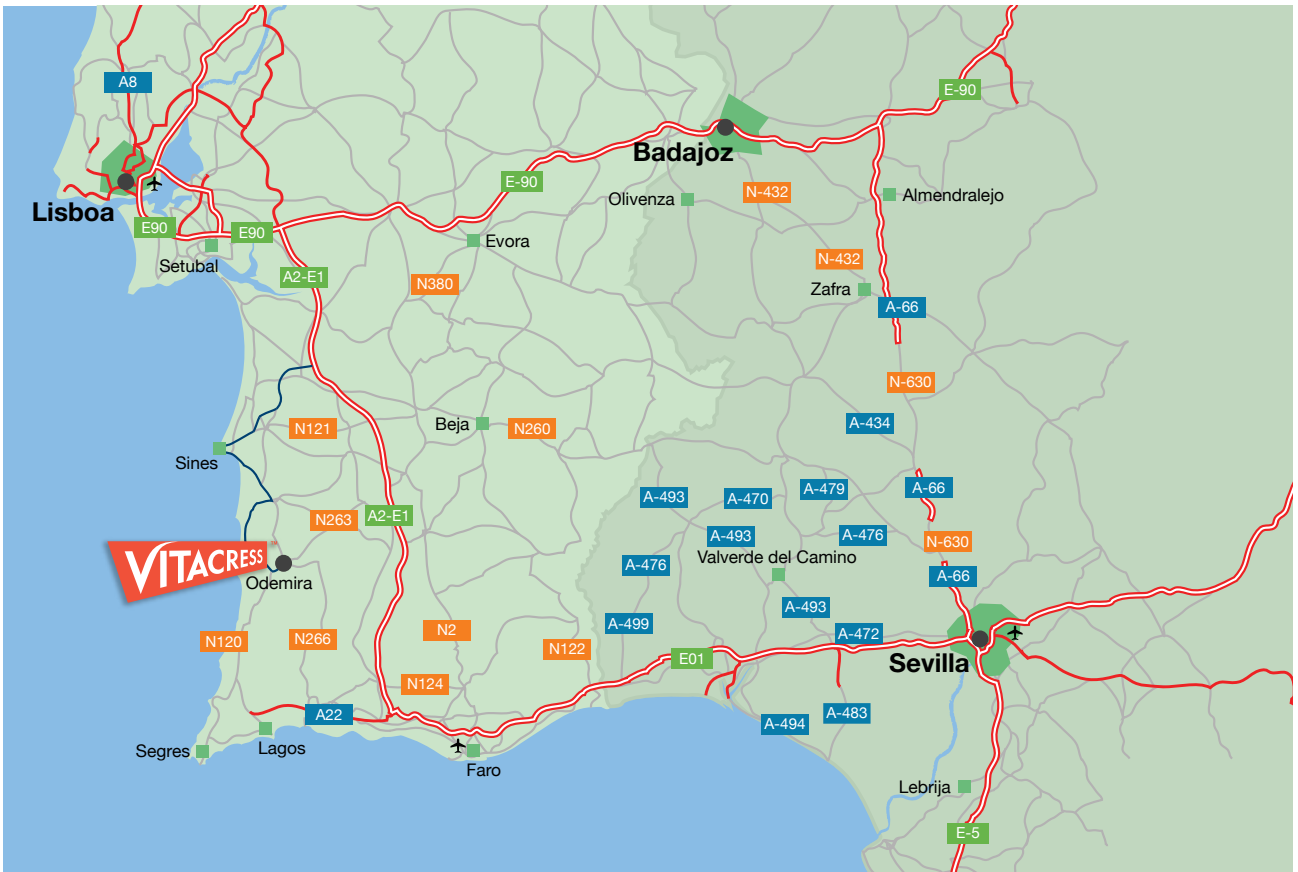 A8
E-90
Badajoz
E-90
N-432
Olivenza
Almendralejo
Lisboa
E90
E90
Evora
Setubal
N-432
A2-E1
N380
Zafra
A-66
N-630
A-434
Beja
N121
N260
Sines
A-479
A-66
A-493
A-470
N263
A2-E1
A-493
A-476
N-630
VITACRESS™
Valverde del Camino
A-476
A-66
Odemira
A-493
A-499
N2
A-472
N120
N266
N122
E01
Sevilla
N124
A22
A-483
A-494
Segres
Lagos
Faro
Lebrija
E-5